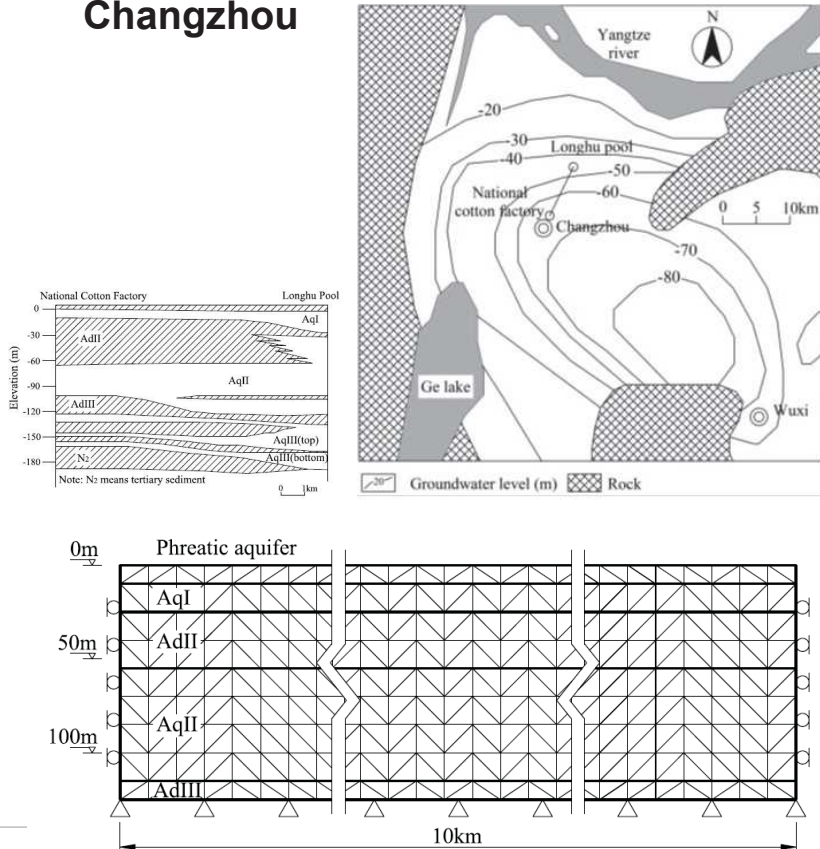 Changzhou
N
Yangtze
river
-20
-30
Longhu pool
-40
-50
National
-60
cotton factory
0 5 10km
Changzhou
-70
-80
Ge lake
Wuxi
-20 Groundwater level (m) Rock
National Cotton Factory Longhu Pool
0
AqI
-30
AdII
-60
AqII
-90
AdIII
-120
-150
AqIII(top)
AqIII(bottom)
N2
-180
Elevation (m)
Note: N2 means tertiary sediment
0 1km
0m Phreatic aquifer
AqI
50m AdII
AqII
100m
AdIII
10km